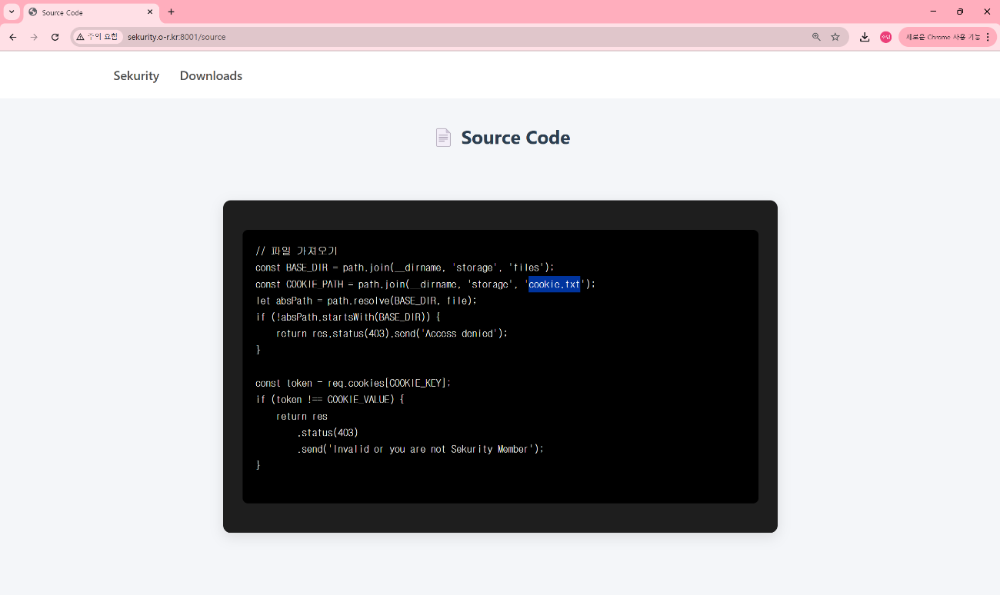 Source Code
주의 요함
sekurity.o-r.kr:8001/source
수민
새로운 Chrome 사용 가능
Sekurity
Downloads
Source Code
// 파일 가져오기
const BASE_DIR = path.join(__dirname, 'storage', 'files');
const COOKIE_PATH = path.join(__dirname, 'storage', 'cookie.txt');
let absPath = path.resolve(BASE_DIR, file);
if (!absPath.startsWith(BASE_DIR)) {
    return res.status(403).send('Access denied');
}
const token = req.cookies[COOKIE_KEY];
if (token !== COOKIE_VALUE) {
    return res
        .status(403)
        .send('Invalid or you are not Sekurity Member');
}